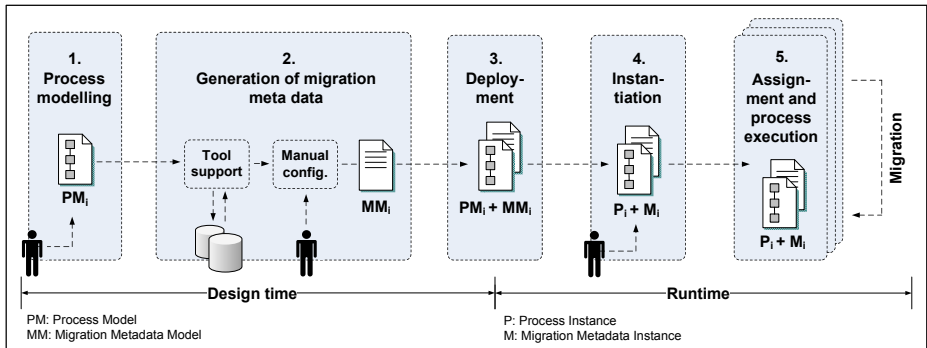 1.
Process
modelling
PMi
2.
Generation of migration
meta data
Tool
support
Manual
config.
MMi
3.
Deploy-
ment
PMi + MMi
4.
Instan-
tiation
Pi + Mi
5.
Assign-
ment and
process
execution
Pi + Mi
Migration
Design time
Runtime
PM: Process Model
MM: Migration Metadata Model
P: Process Instance
M: Migration Metadata Instance